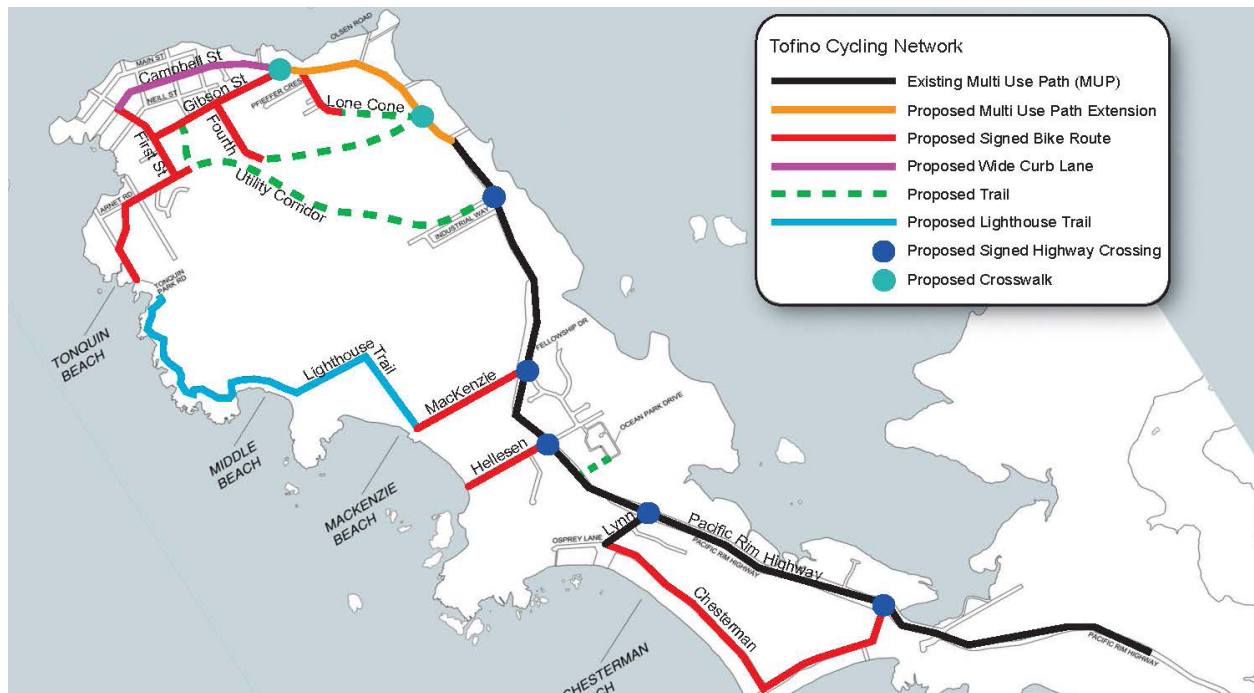 Tofino Cycling Network
Existing Multi Use Path (MUP)
Proposed Multi Use Path Extension
Proposed Signed Bike Route
Proposed Wide Curb Lane
Proposed Trail
Proposed Lighthouse Trail
Proposed Signed Highway Crossing
Proposed Crosswalk
OLSEN ROAD
MAIN ST
Campbell St
NEILL ST
Gibson St
PFIEFFER CRES
Lone Cone
First St
Fourth
Utility Corridor
ARNET RD
INDUSTRIAL WAY
TONQUIN
PARK RD
TONQUIN
BEACH
Lighthouse
Trail
FELLOWSHIP DR
MacKenzie
OCEAN PARK DRIVE
MIDDLE
BEACH
Hellesen
MACKENZIE
BEACH
Lynn
OSPREY LANE
Pacific Rim Highway
PACIFIC RIM HIGHWAY
PACIFIC RIM HIGHWAY
PACIFIC RIM HIGHWAY
Chesterman
CHESTERMAN